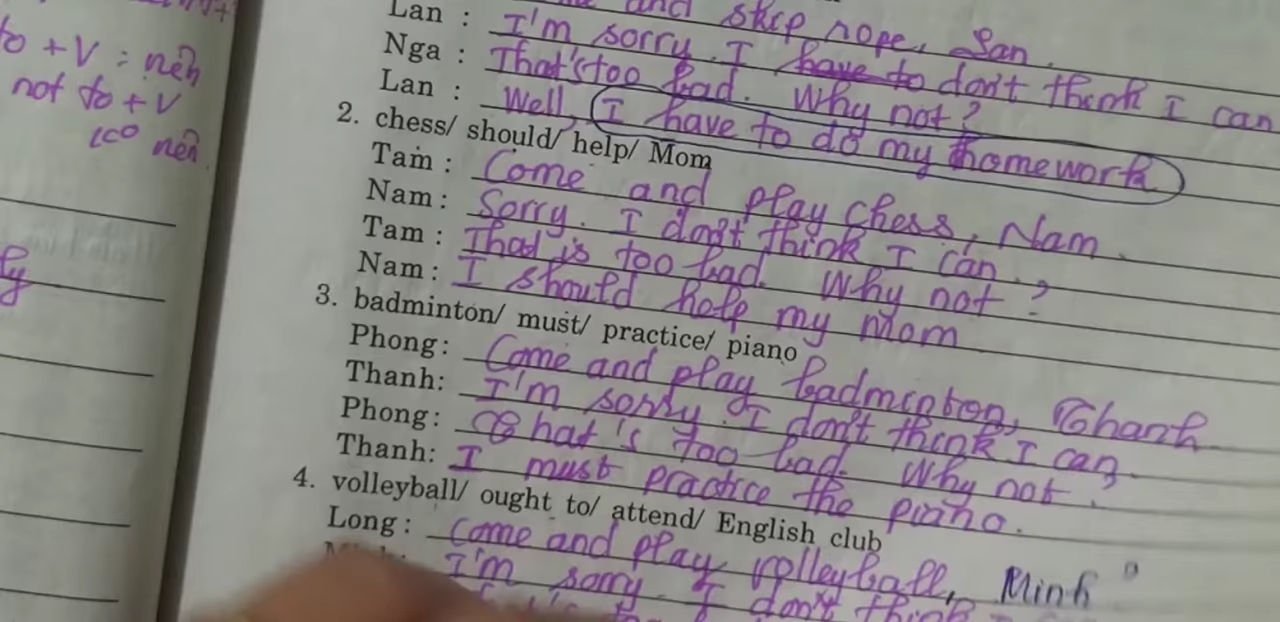 to + V : nên
not to + V
ko nên
and skip rope, Lan.
Lan : I'm sorry. I have to don't think I can
Nga : That's too bad. Why not?
Lan : Well, I have to do my homework
2. chess/ should/ help/ Mom
Tam : Come and play chess, Nam.
Nam : Sorry. I don't think I can.
Tam : That is too bad. Why not?
Nam : I should help my Mom
3. badminton/ must/ practice/ piano
Phong : Come and play badminton, Thanh
Thanh: I'm sorry. I don't think I can
Phong : That's too bad. Why not?
Thanh: I must practice the piano.
4. volleyball/ ought to/ attend/ English club
Long : Come and play volleyball, Minh
I'm sorry. I don't think